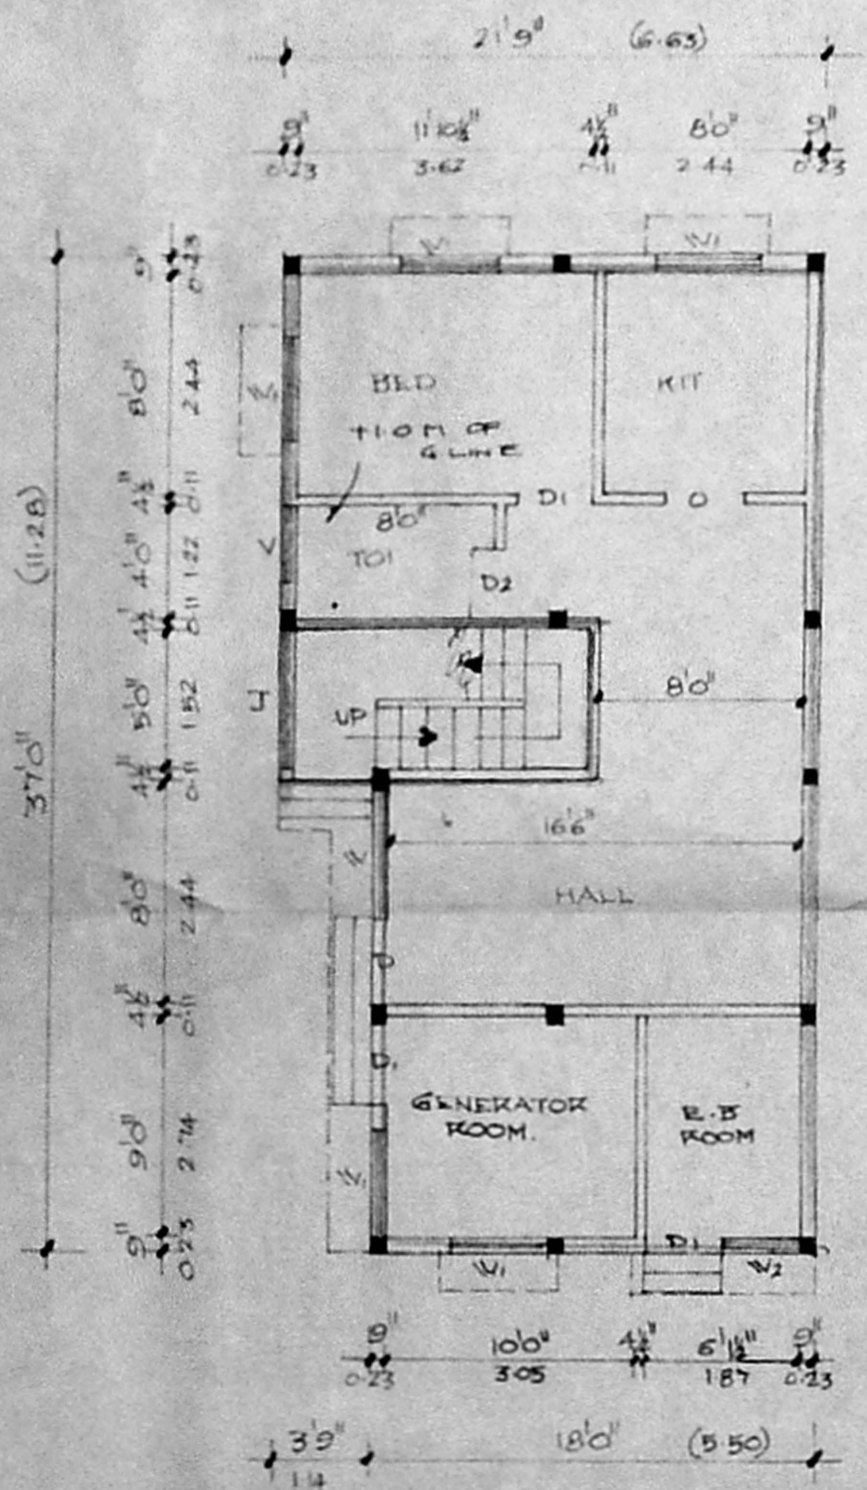 21'9" (6.63)
9" 11'10½" 4½" 8'0" 9"
0.23 3.62 0.11 2.44 0.23
W1 W1
9" 0.23
8'0" 2.44
4½" 0.11
4'0" 1.22
4½" 0.11
5'0" 1.52
4½" 0.11
8'0" 2.44
4½" 0.11
9'0" 2.74
9" 0.23
37'0" (11.28)
BED
KIT
W1
+1.0 M OF
G LINE
D1 O
8'0"
TOI
V
D2
UP
8'0"
16'6"
HALL
D
D1
GENERATOR
ROOM.
E.B
ROOM
W1
W1
D1
W2
9" 10'0" 4½" 6'1½" 9"
0.23 3.05 1.87 0.23
3'9" 18'0" (5.50)
1.14